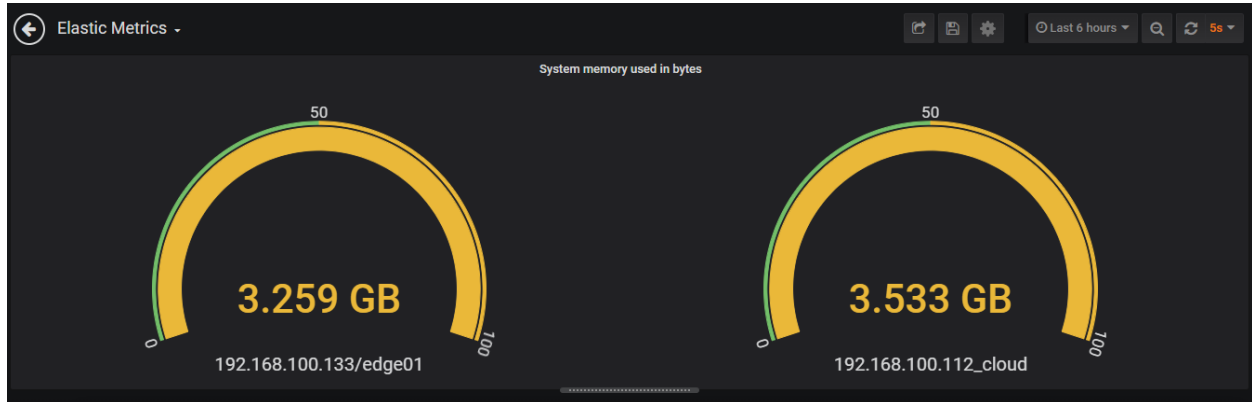 Elastic Metrics
Last 6 hours
5s
System memory used in bytes
50
3.259 GB
0
100
192.168.100.133/edge01
50
3.533 GB
0
100
192.168.100.112_cloud